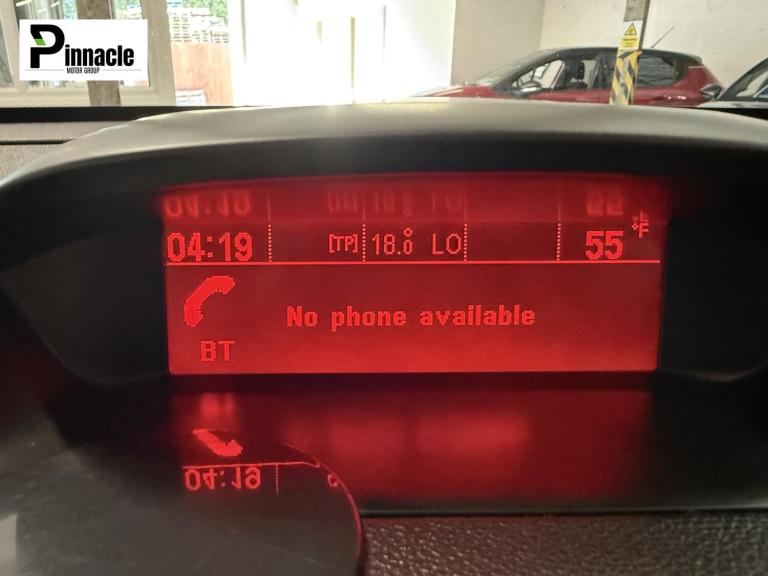 Pinnacle
MOTOR GROUP
04:19 [TP] 18.0° LO 55 °F
No phone available
BT